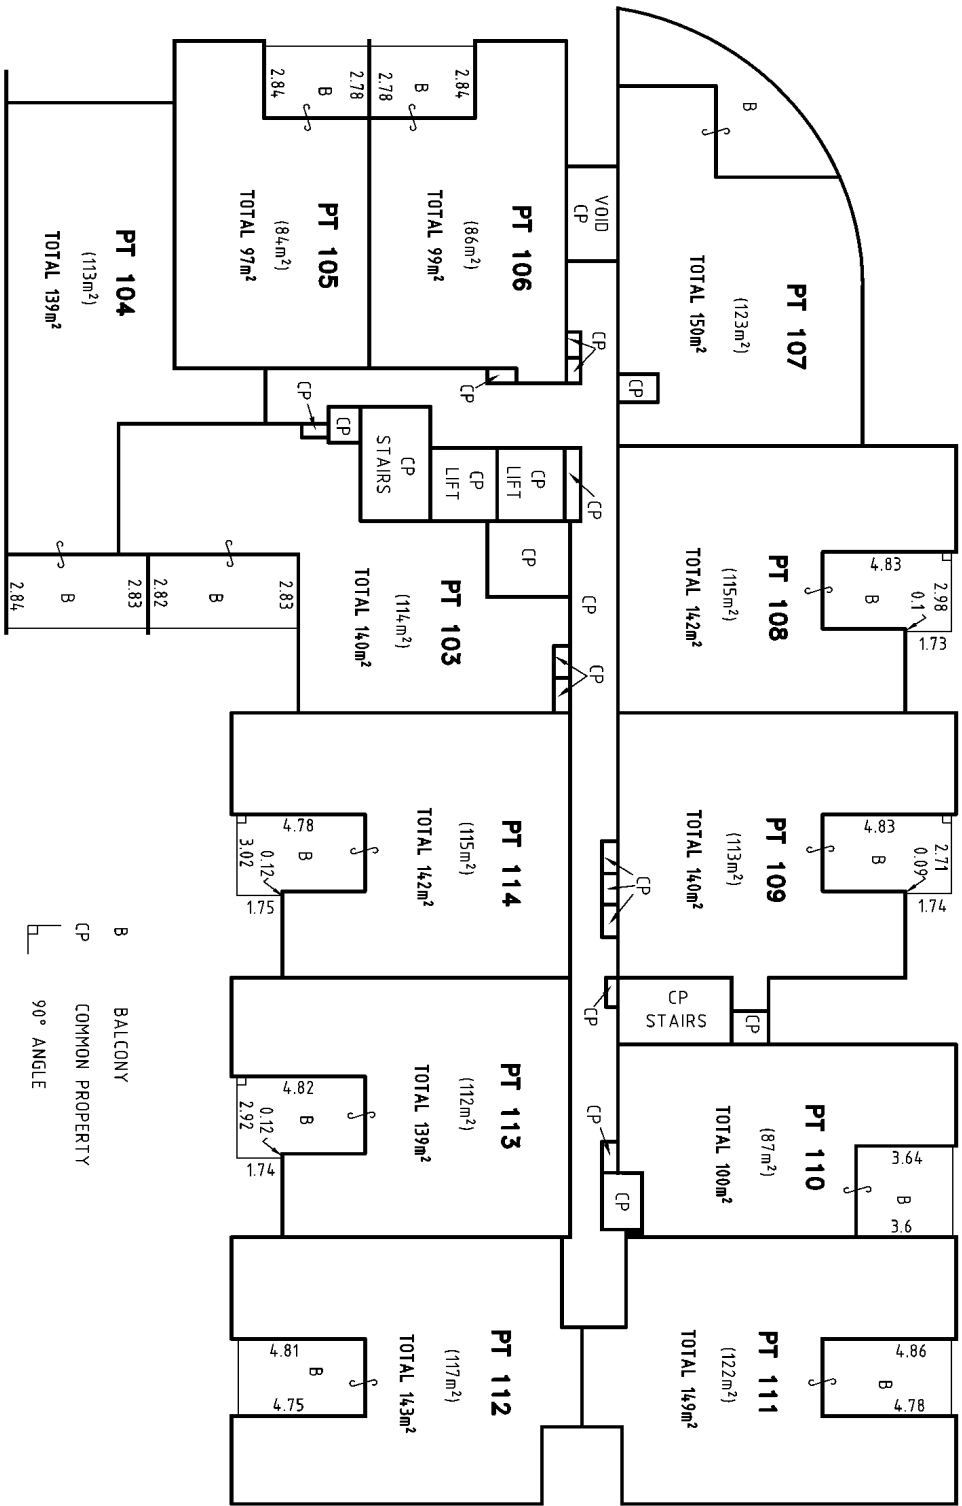 B
PT 107
(123m²)
TOTAL 150m²
CP
VOID
CP
2.84
B
2.78
2.78
B
2.84
PT 106
(86m²)
TOTAL 99m²
CP
CP
PT 105
(84m²)
TOTAL 97m²
PT 104
(113m²)
TOTAL 139m²
CP
CP
CP
STAIRS
CP
LIFT
CP
LIFT
CP
CP
CP
2.84
B
2.83
2.82
B
2.83
PT 103
(114m²)
TOTAL 140m²
CP
4.83
2.98
B
0.1
1.73
PT 108
(115m²)
TOTAL 142m²
4.83
2.71
B
0.09
1.74
PT 109
(113m²)
TOTAL 140m²
CP
CP
CP
STAIRS
CP
PT 114
(115m²)
TOTAL 142m²
4.78
B
3.02
0.12
1.75
PT 113
(112m²)
TOTAL 139m²
4.82
B
2.92
0.12
1.74
CP
CP
PT 110
(87m²)
TOTAL 100m²
3.64
B
3.6
PT 111
(122m²)
TOTAL 149m²
4.86
B
4.78
PT 112
(117m²)
TOTAL 143m²
4.81
B
4.75
B BALCONY
CP COMMON PROPERTY
90° ANGLE